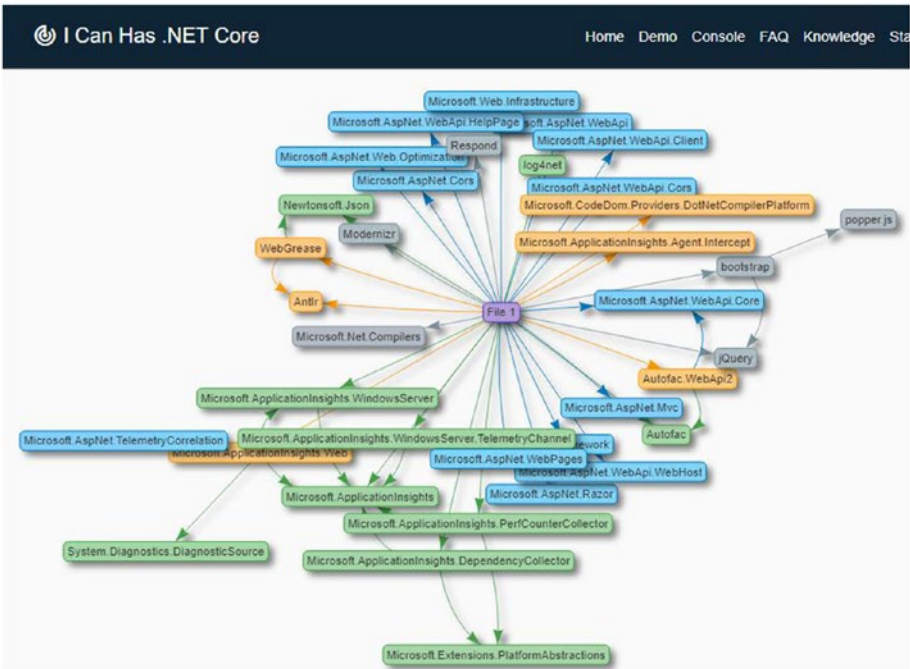 I Can Has .NET Core
Home Demo Console FAQ Knowledge Sta
Microsoft.Web.Infrastructure
Microsoft.AspNet.WebApi.HelpPage
soft.AspNet.WebApi
Microsoft.AspNet.WebApi.Client
Respond
Microsoft.AspNet.Web.Optimization
log4net
Microsoft.AspNet.Cors
Microsoft.AspNet.WebApi.Cors
Newtonsoft.Json
Microsoft.CodeDom.Providers.DotNetCompilerPlatform
popper.js
Modernizr
WebGrease
Microsoft.ApplicationInsights.Agent.Intercept
bootstrap
Antlr
Microsoft.AspNet.WebApi.Core
File 1
Microsoft.Net.Compilers
jQuery
Autofac.WebApi2
Microsoft.ApplicationInsights.WindowsServer
Microsoft.AspNet.Mvc
Autofac
Microsoft.AspNet.TelemetryCorrelation
Microsoft.ApplicationInsights.WindowsServer.TelemetryChannel
ework
Microsoft.ApplicationInsights.Web
Microsoft.AspNet.WebPages
Microsoft.AspNet.WebApi.WebHost
Microsoft.ApplicationInsights
Microsoft.AspNet.Razor
Microsoft.ApplicationInsights.PerfCounterCollector
System.Diagnostics.DiagnosticSource
Microsoft.ApplicationInsights.DependencyCollector
Microsoft.Extensions.PlatformAbstractions